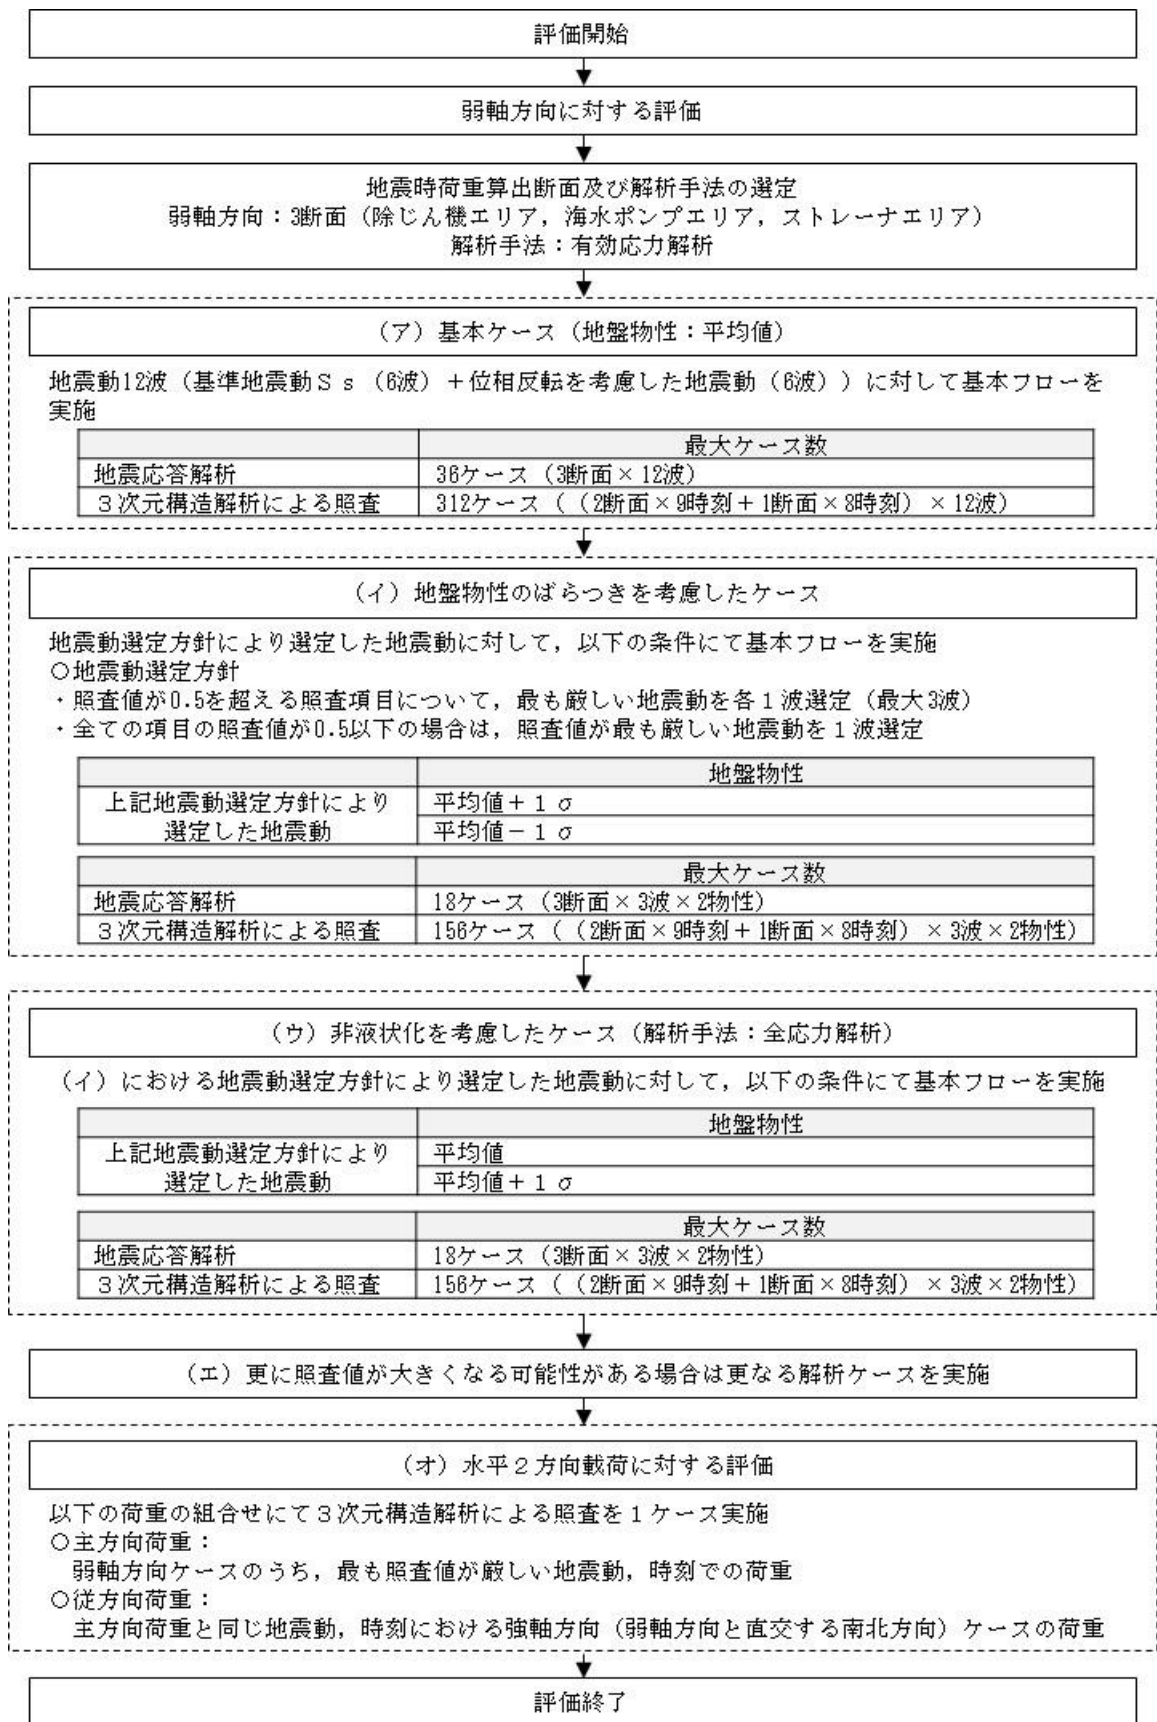 評価開始
弱軸方向に対する評価
地震時荷重算出断面及び解析手法の選定
弱軸方向：3断面（除じん機エリア，海水ポンプエリア，ストレーナエリア）
解析手法：有効応力解析
（ア）基本ケース（地盤物性：平均値）
地震動12波（基準地震動Ｓｓ（6波）＋位相反転を考慮した地震動（6波））に対して基本フローを
実施
最大ケース数
地震応答解析 36ケース（3断面×12波）
３次元構造解析による照査 312ケース（（2断面×9時刻＋1断面×8時刻）×12波）
（イ）地盤物性のばらつきを考慮したケース
地震動選定方針により選定した地震動に対して，以下の条件にて基本フローを実施
○地震動選定方針
・照査値が0.5を超える照査項目について，最も厳しい地震動を各１波選定（最大3波）
・全ての項目の照査値が0.5以下の場合は，照査値が最も厳しい地震動を１波選定
地盤物性
上記地震動選定方針により 平均値＋１σ
選定した地震動 平均値－１σ
最大ケース数
地震応答解析 18ケース（3断面×3波×2物性）
３次元構造解析による照査 156ケース（（2断面×9時刻＋1断面×8時刻）×3波×2物性）
（ウ）非液状化を考慮したケース（解析手法：全応力解析）
（イ）における地震動選定方針により選定した地震動に対して，以下の条件にて基本フローを実施
地盤物性
上記地震動選定方針により 平均値
選定した地震動 平均値＋１σ
最大ケース数
地震応答解析 18ケース（3断面×3波×2物性）
３次元構造解析による照査 156ケース（（2断面×9時刻＋1断面×8時刻）×3波×2物性）
（エ）更に照査値が大きくなる可能性がある場合は更なる解析ケースを実施
（オ）水平２方向載荷に対する評価
以下の荷重の組合せにて３次元構造解析による照査を１ケース実施
○主方向荷重：
弱軸方向ケースのうち，最も照査値が厳しい地震動，時刻での荷重
○従方向荷重：
主方向荷重と同じ地震動，時刻における強軸方向（弱軸方向と直交する南北方向）ケースの荷重
評価終了